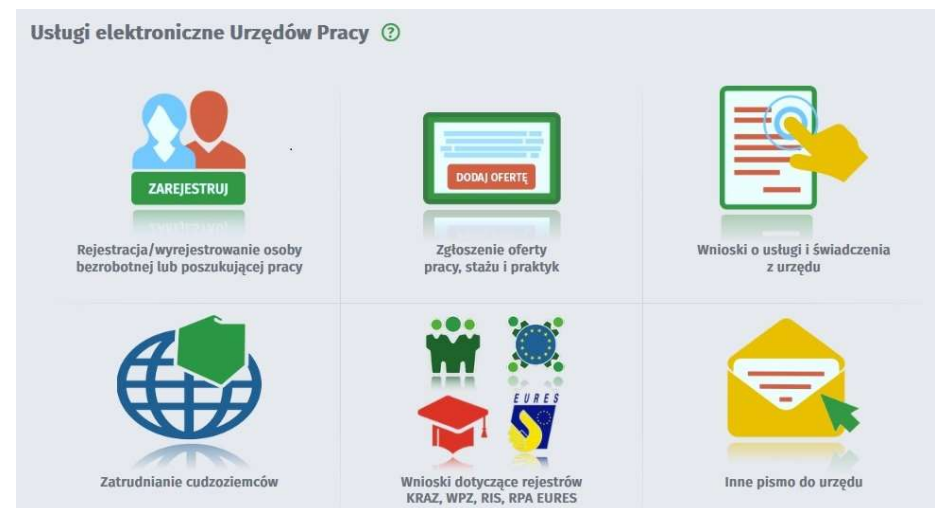 Usługi elektroniczne Urzędów Pracy ?
ZAREJESTRUJ
Rejestracja/wyrejestrowanie osoby
bezrobotnej lub poszukującej pracy
DODAJ OFERTĘ
Zgłoszenie oferty
pracy, stażu i praktyk
Wnioski o usługi i świadczenia
z urzędu
Zatrudnianie cudzoziemców
EURES
Wnioski dotyczące rejestrów
KRAZ, WPZ, RIS, RPA EURES
Inne pismo do urzędu